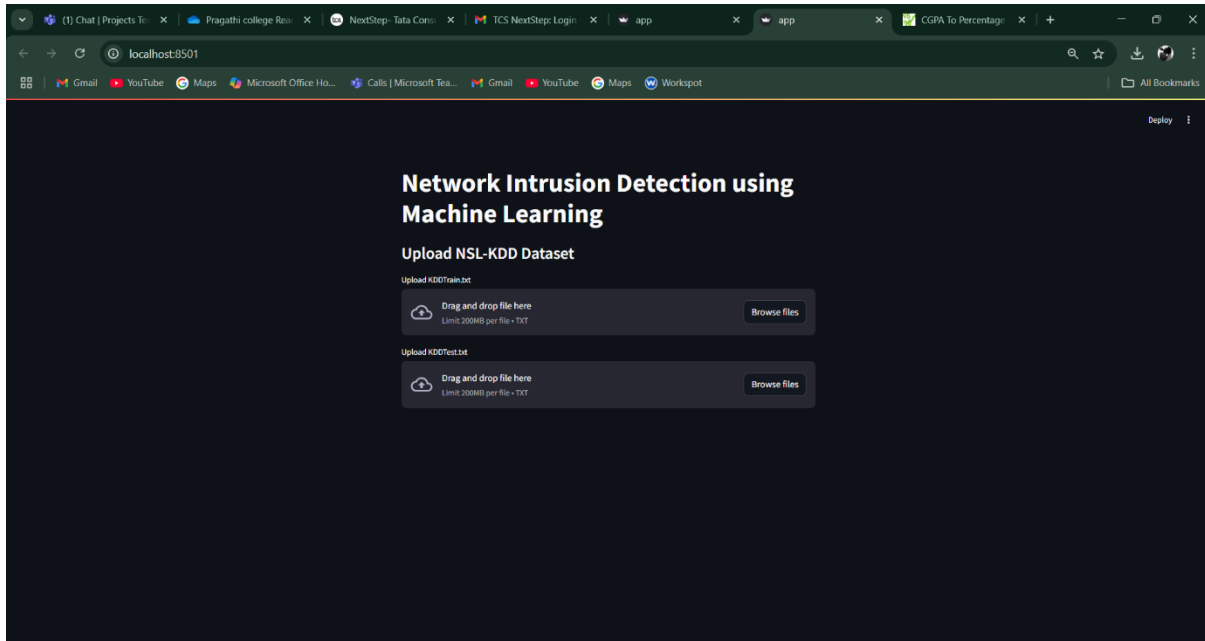 (1) Chat | Projects Te
Pragathi college Rea
NextStep- Tata Cons
TCS NextStep: Login
app
app
CGPA To Percentage
localhost:8501
Gmail
YouTube
Maps
Microsoft Office Ho...
Calls | Microsoft Tea...
Gmail
YouTube
Maps
Workspot
All Bookmarks
Deploy
Network Intrusion Detection using
Machine Learning
Upload NSL-KDD Dataset
Upload KDDTrain.txt
Drag and drop file here
Limit 200MB per file • TXT
Browse files
Upload KDDTest.txt
Drag and drop file here
Limit 200MB per file • TXT
Browse files